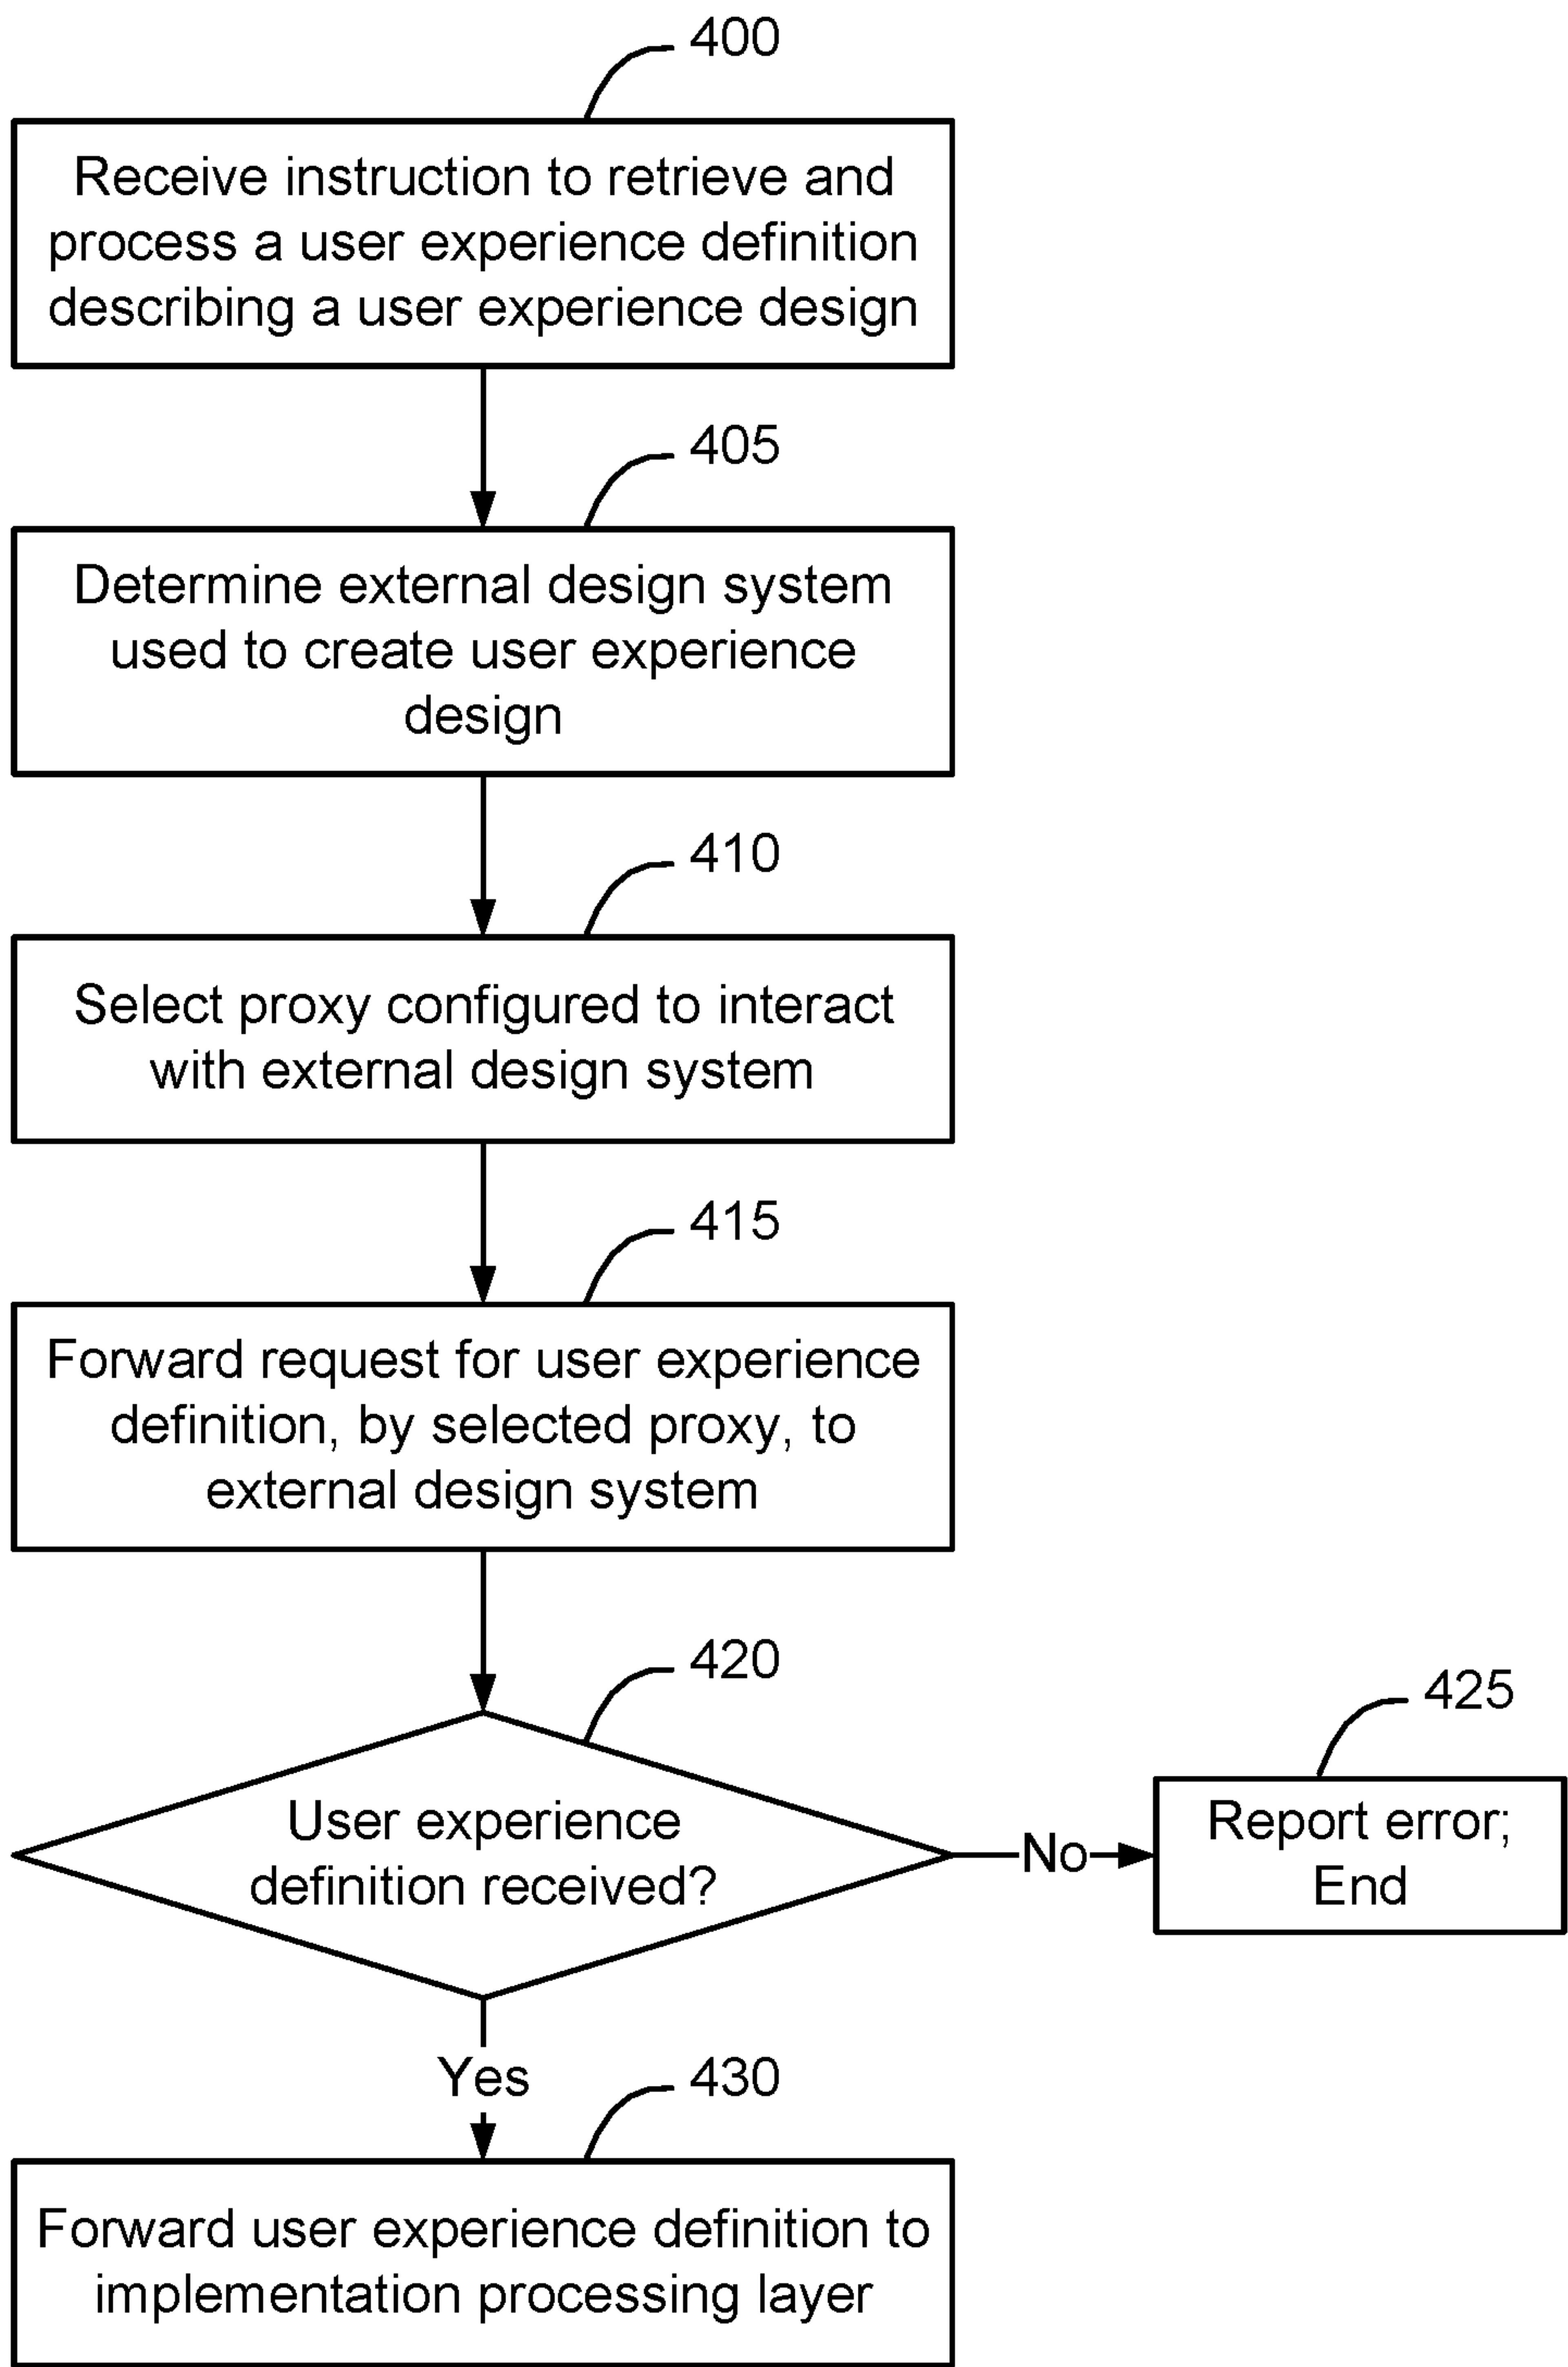 400
Receive instruction to retrieve and
process a user experience definition
describing a user experience design
405
Determine external design system
used to create user experience
design
410
Select proxy configured to interact
with external design system
415
Forward request for user experience
definition, by selected proxy, to
external design system
420
User experience
definition received?
No
425
Report error;
End
Yes
430
Forward user experience definition to
implementation processing layer